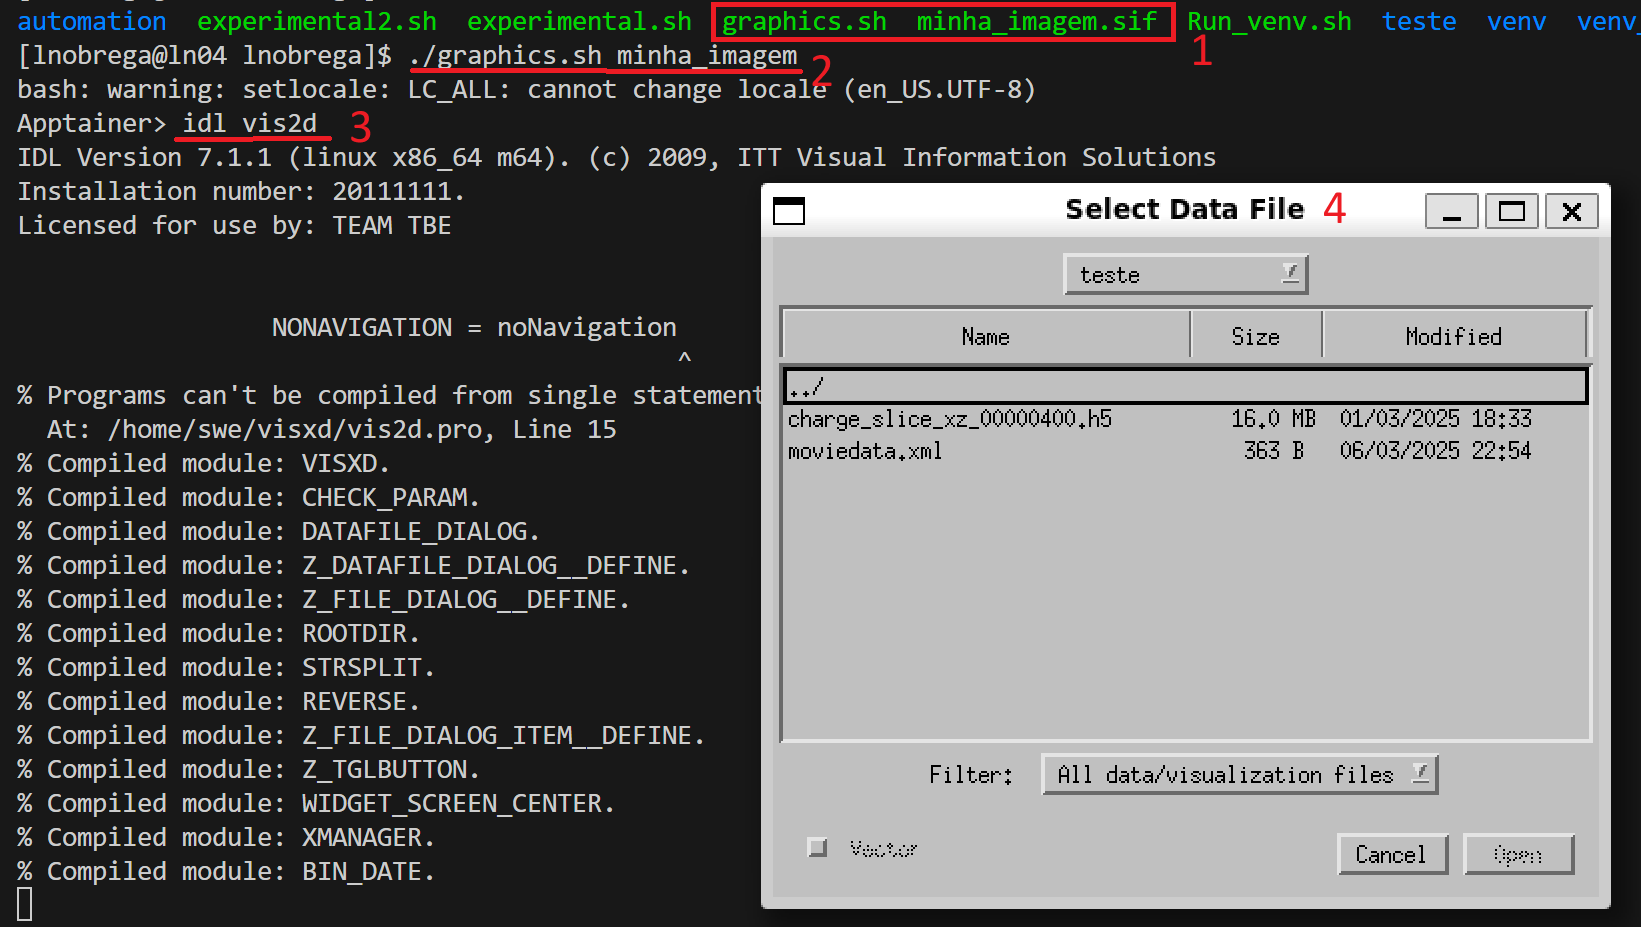 automation experimental2.sh experimental.sh graphics.sh minha_imagem.sif Run_venv.sh teste venv venv_
1
[lnobrega@ln04 lnobrega]$ ./graphics.sh minha_imagem
2
bash: warning: setlocale: LC_ALL: cannot change locale (en_US.UTF-8)
Apptainer> idl vis2d
3
IDL Version 7.1.1 (linux x86_64 m64). (c) 2009, ITT Visual Information Solutions
Installation number: 20111111.
Licensed for use by: TEAM TBE
NONAVIGATION = noNavigation
^
% Programs can't be compiled from single statement
At: /home/swe/visxd/vis2d.pro, Line 15
% Compiled module: VISXD.
% Compiled module: CHECK_PARAM.
% Compiled module: DATAFILE_DIALOG.
% Compiled module: Z_DATAFILE_DIALOG__DEFINE.
% Compiled module: Z_FILE_DIALOG__DEFINE.
% Compiled module: ROOTDIR.
% Compiled module: STRSPLIT.
% Compiled module: REVERSE.
% Compiled module: Z_FILE_DIALOG_ITEM__DEFINE.
% Compiled module: Z_TGLBUTTON.
% Compiled module: WIDGET_SCREEN_CENTER.
% Compiled module: XMANAGER.
% Compiled module: BIN_DATE.
Select Data File 4
teste
Name Size Modified
../
charge_slice_xz_00000400.h5 16.0 MB 01/03/2025 18:33
moviedata.xml 363 B 06/03/2025 22:54
Filter: All data/visualization files
Vector
Cancel Open